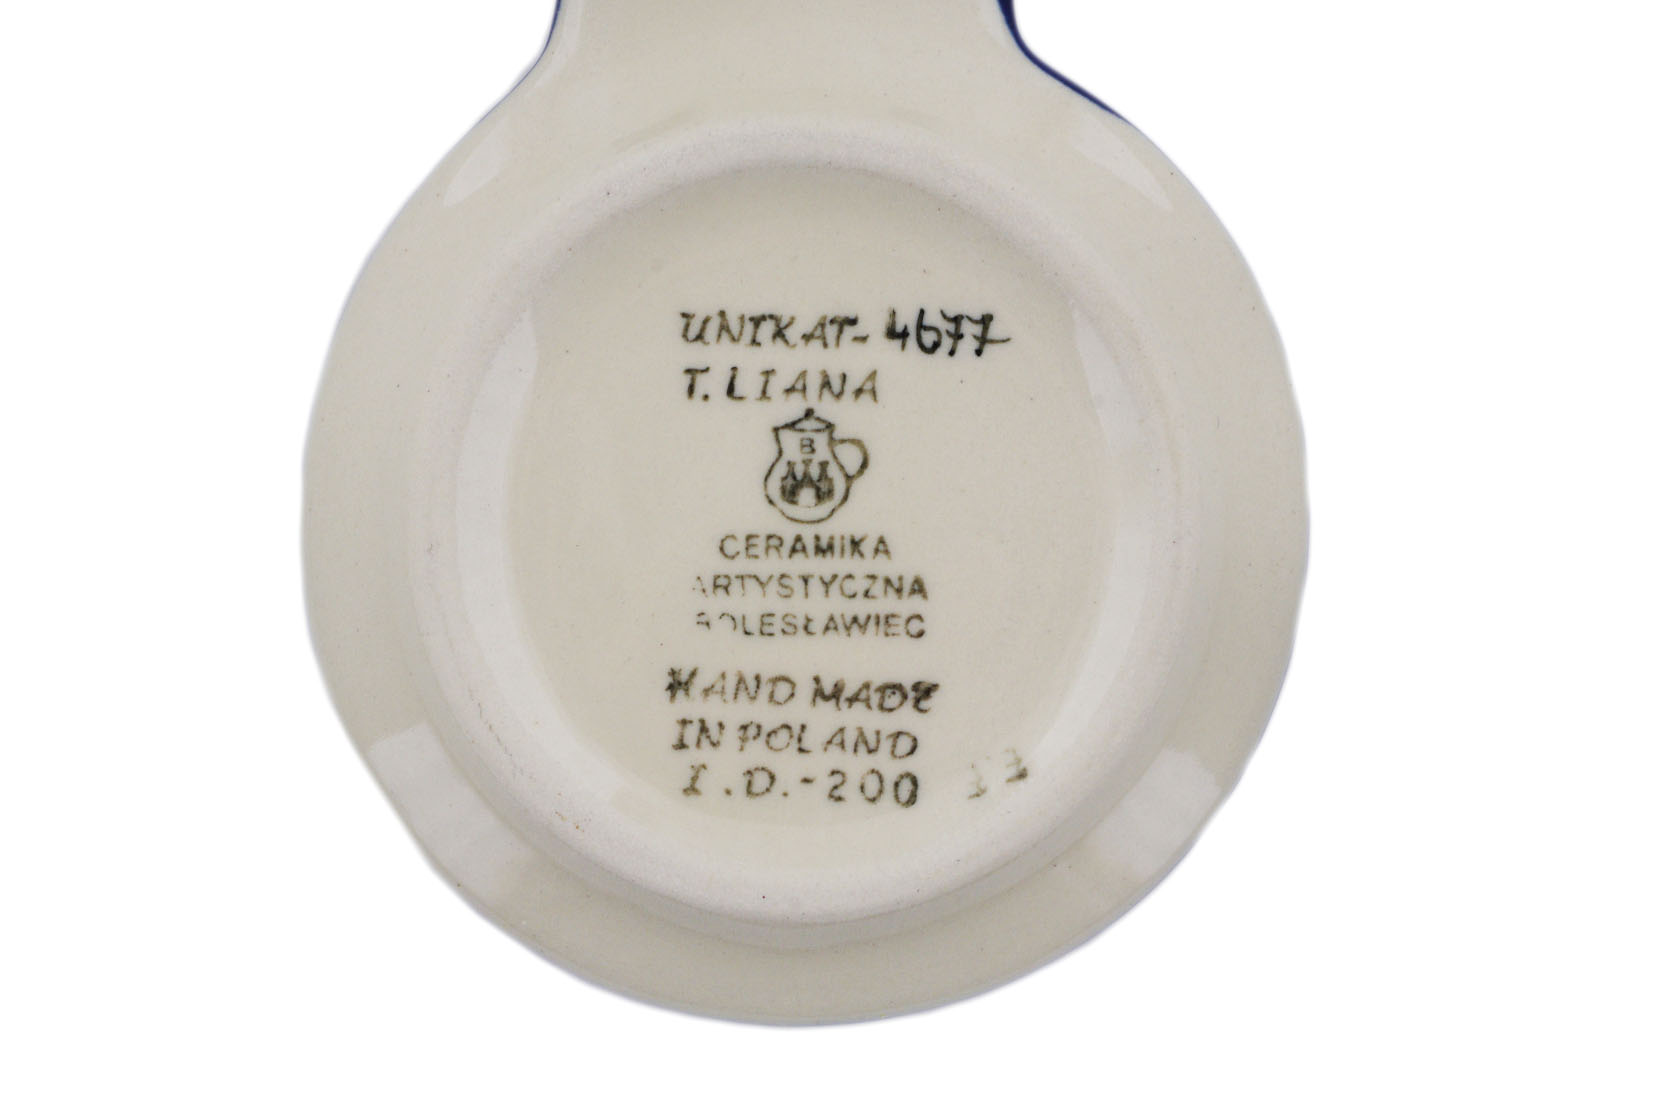 UNIKAT-4677
T. LIANA
B
CERAMIKA
ARTYSTYCZNA
BOLESŁAWIEC
HAND MADE
IN POLAND
I.D.-200